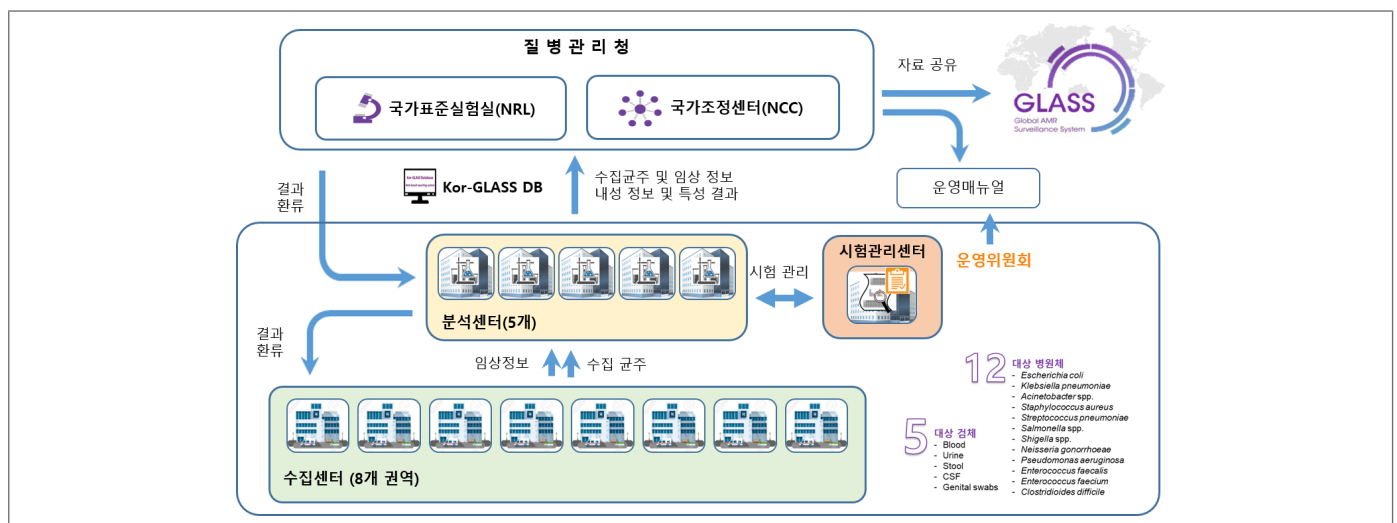 질 병 관 리 청
국가표준실험실(NRL)
국가조정센터(NCC)
자료 공유
GLASS
Global AMR
Surveillance System
결과
환류
Kor-GLASS DB
수집균주 및 임상 정보
내성 정보 및 특성 결과
운영매뉴얼
시험관리센터
운영위원회
시험 관리
분석센터(5개)
결과
환류
임상정보
수집 균주
수집센터 (8개 권역)
5 대상 검체
- Blood
- Urine
- Stool
- CSF
- Genital swabs
12 대상 병원체
- Escherichia coli
- Klebsiella pneumoniae
- Acinetobacter spp.
- Staphylococcus aureus
- Streptococcus pneumoniae
- Salmonella spp.
- Shigella spp.
- Neisseria gonorrhoeae
- Pseudomonas aeruginosa
- Enterococcus faecalis
- Enterococcus faecium
- Clostridioides difficile